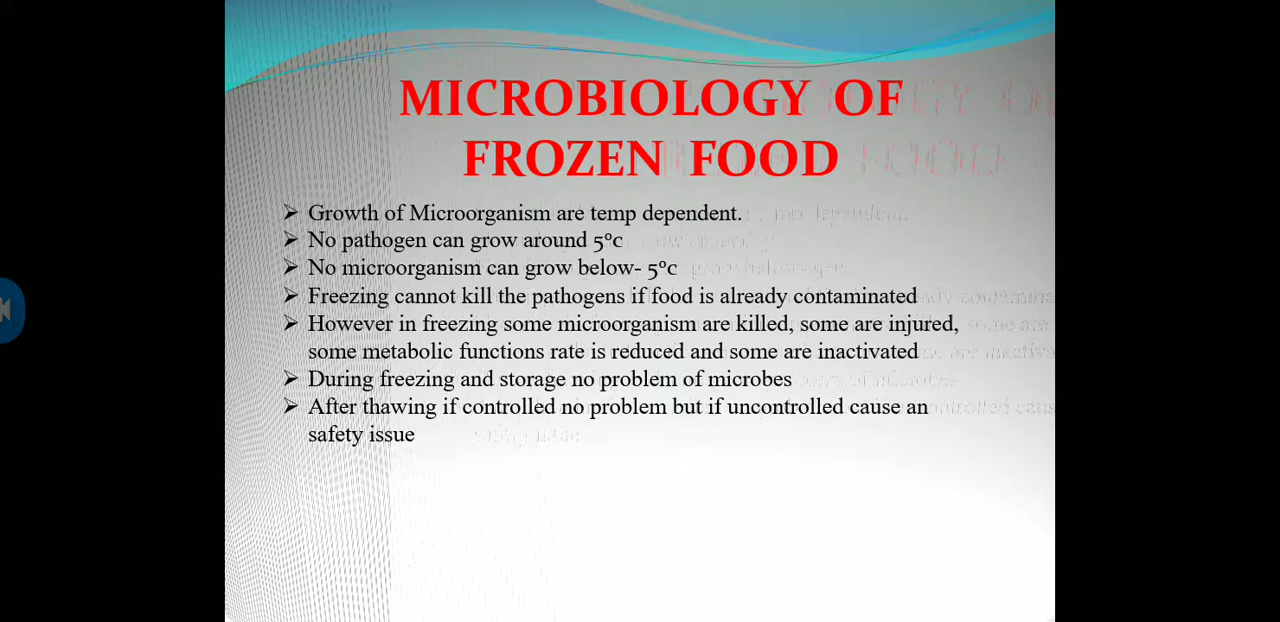 MICROBIOLOGY OF
FROZEN FOOD
➢ Growth of Microorganism are temp dependent.
➢ No pathogen can grow around 5ºc
➢ No microorganism can grow below- 5ºc
➢ Freezing cannot kill the pathogens if food is already contaminated
➢ However in freezing some microorganism are killed, some are injured,
some metabolic functions rate is reduced and some are inactivated
➢ During freezing and storage no problem of microbes
➢ After thawing if controlled no problem but if uncontrolled cause an
safety issue